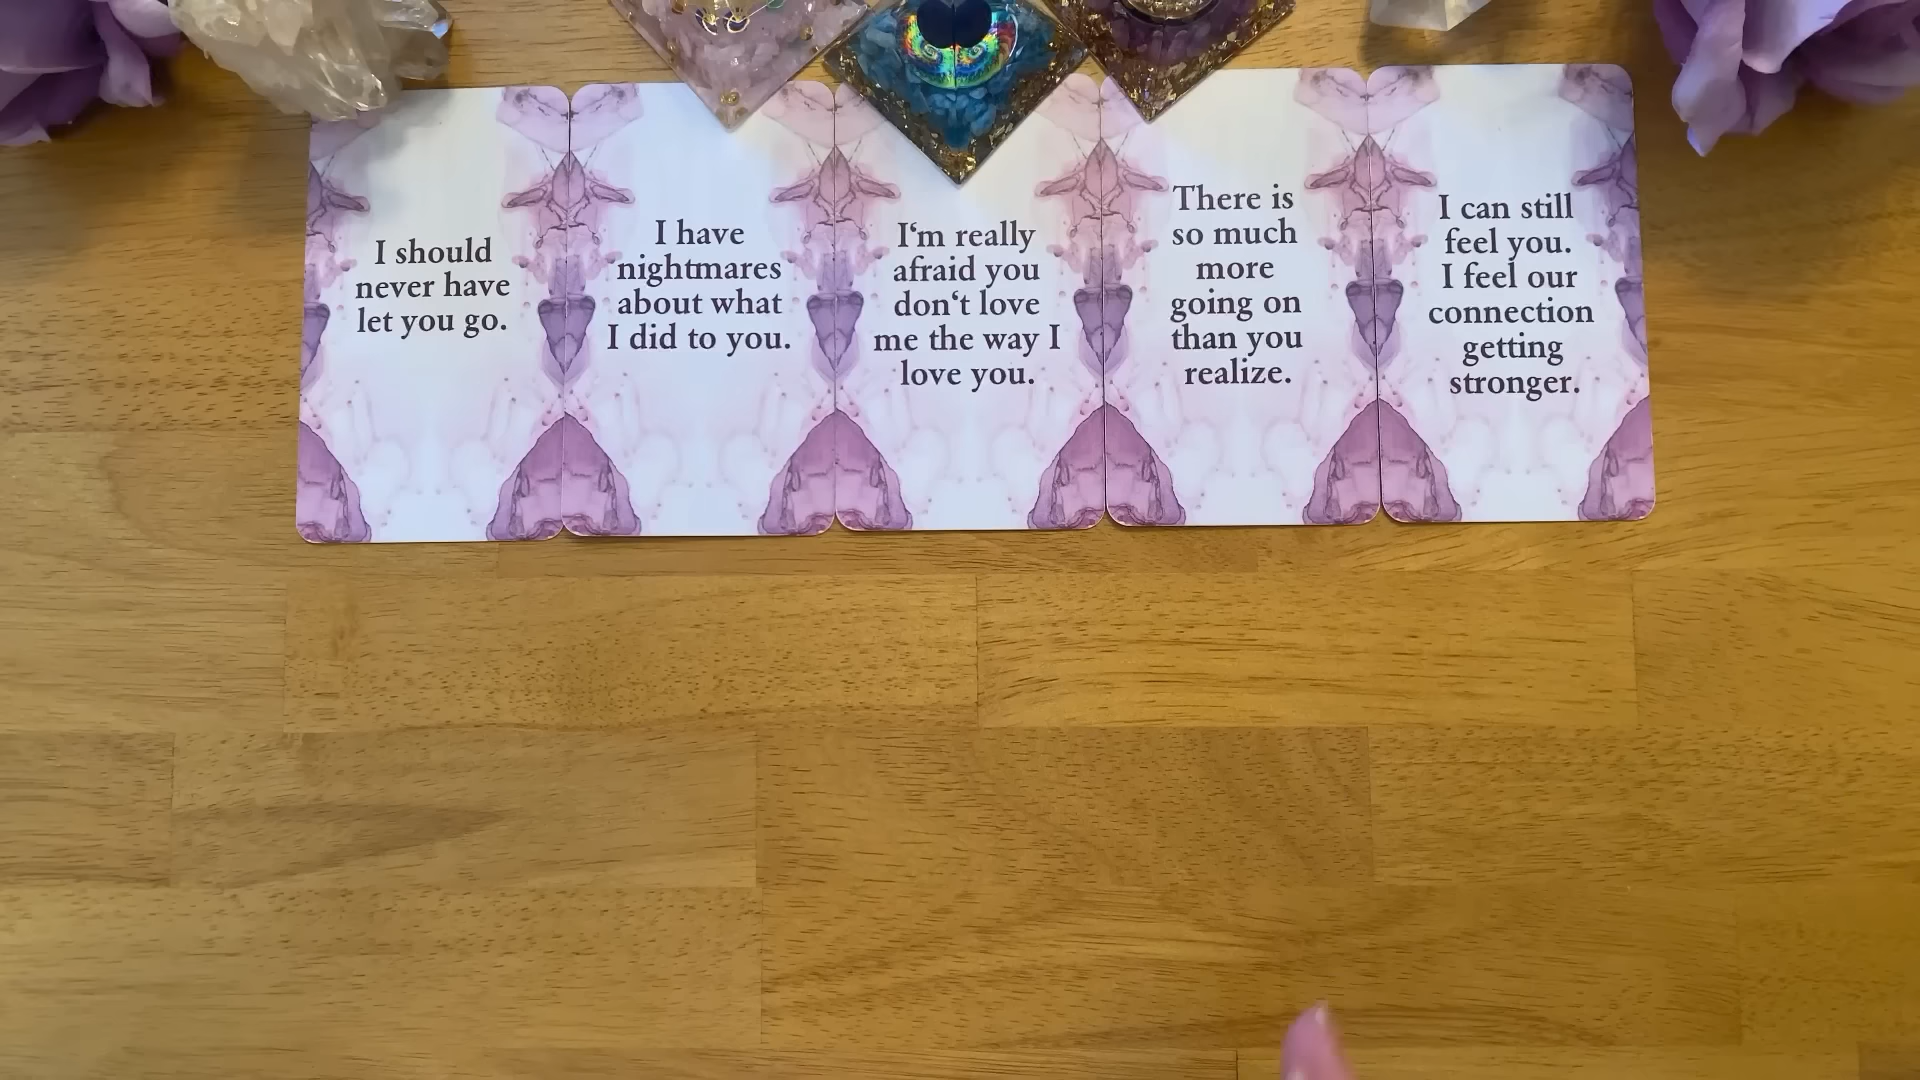 I should
never have
let you go.
I have
nightmares
about what
I did to you.
I‘m really
afraid you
don‘t love
me the way I
love you.
There is
so much
more
going on
than you
realize.
I can still
feel you.
I feel our
connection
getting
stronger.